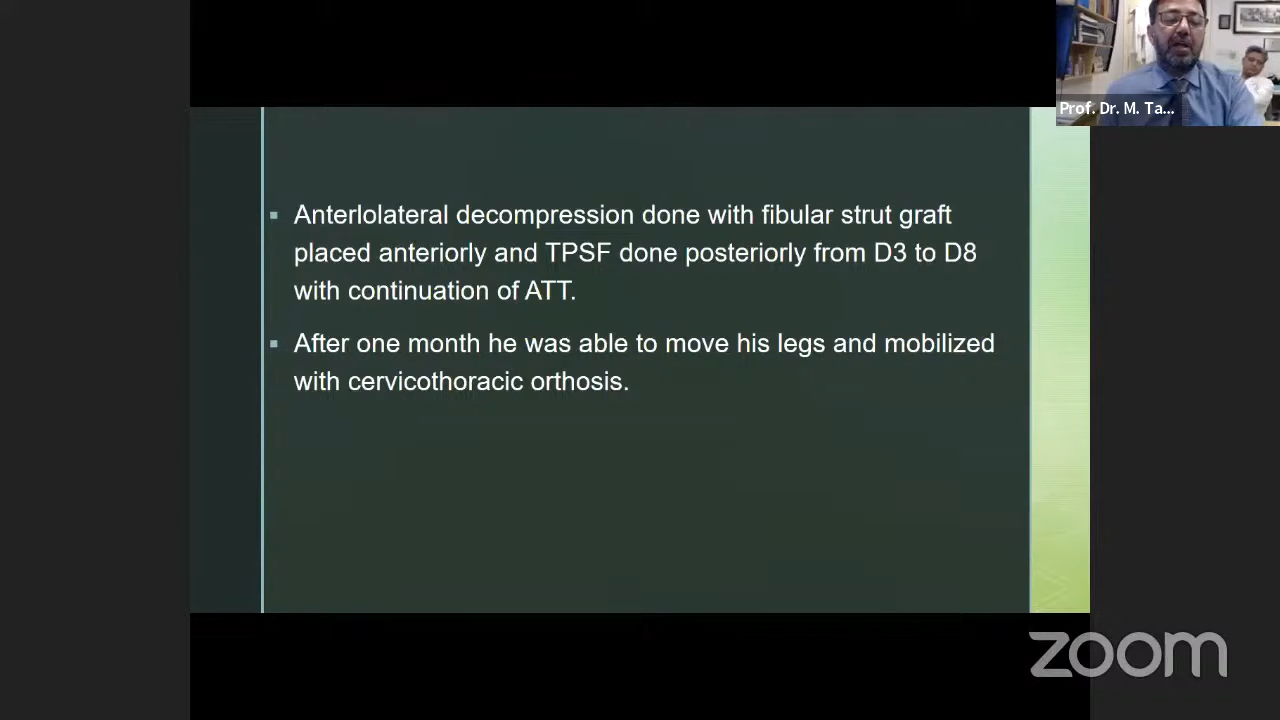 Prof. Dr. M. Ta...
▪ Anterlolateral decompression done with fibular strut graft
placed anteriorly and TPSF done posteriorly from D3 to D8
with continuation of ATT.
▪ After one month he was able to move his legs and mobilized
with cervicothoracic orthosis.
zoom